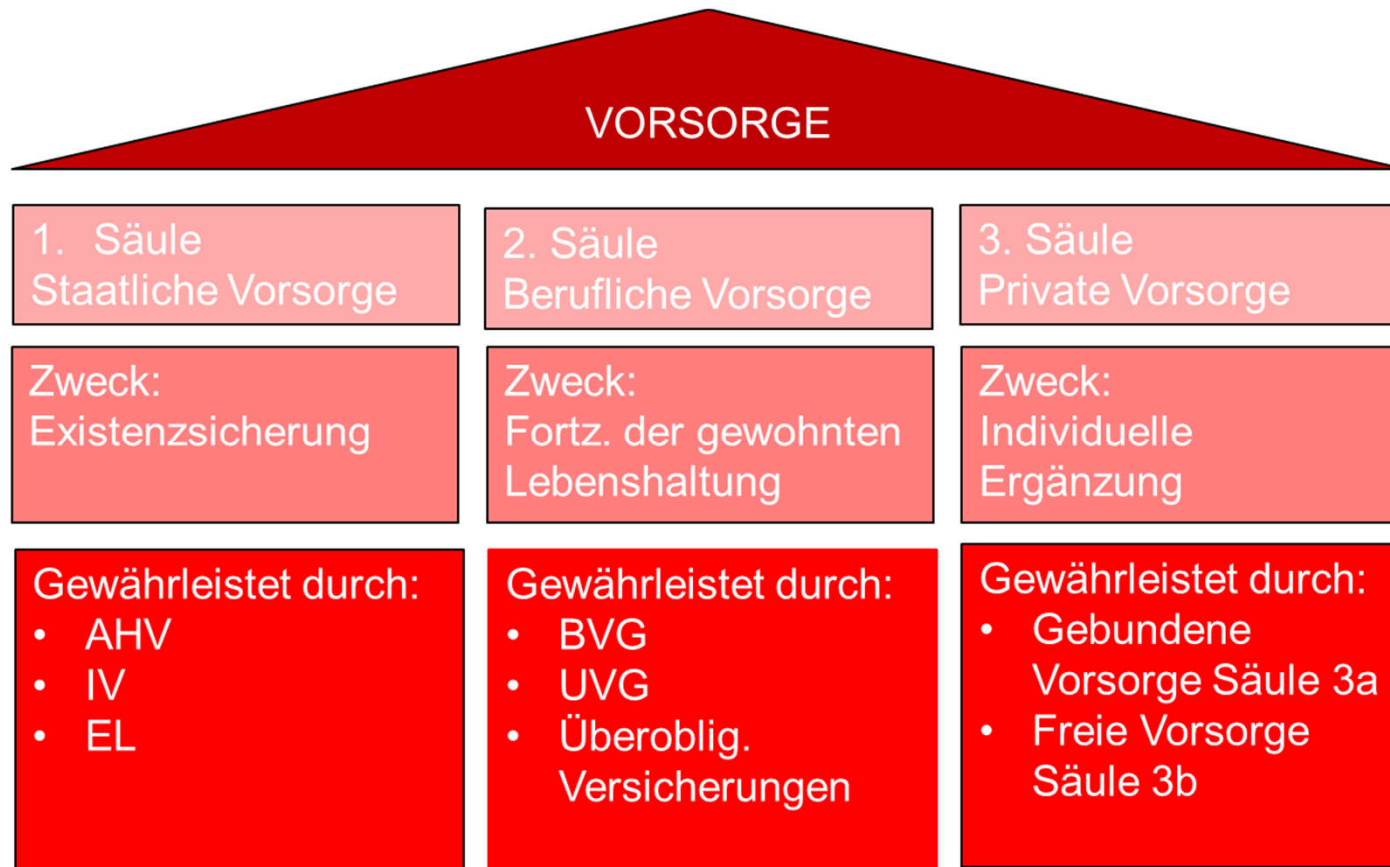 VORSORGE
1. Säule
Staatliche Vorsorge
2. Säule
Berufliche Vorsorge
3. Säule
Private Vorsorge
Zweck:
Existenzsicherung
Zweck:
Fortz. der gewohnten
Lebenshaltung
Zweck:
Individuelle
Ergänzung
Gewährleistet durch:
• AHV
• IV
• EL
Gewährleistet durch:
• BVG
• UVG
• Überoblig.
Versicherungen
Gewährleistet durch:
• Gebundene
Vorsorge Säule 3a
• Freie Vorsorge
Säule 3b